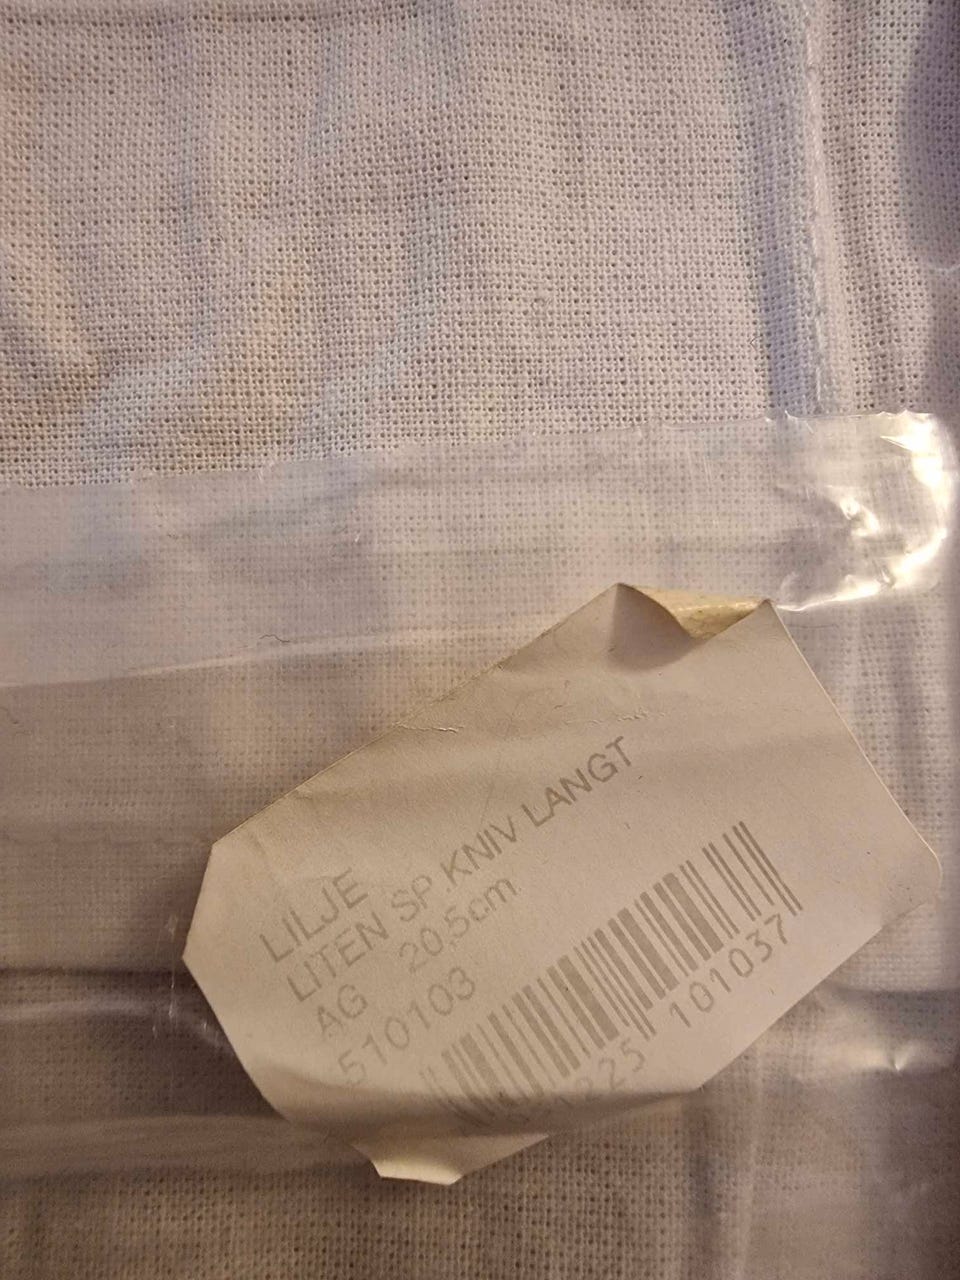 LILJE
LITEN SP.KNIV LANGT
AG 20,5cm
510103
101037